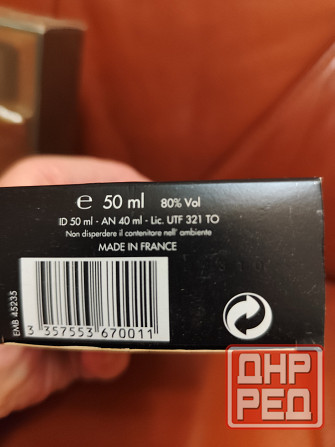 ℮ 50 ml 80% Vol
ID 50 ml - AN 40 ml - Lic. UTF 321 TO
Non disperdere il contenitore nell' ambiente
MADE IN FRANCE
EMB 45235
3 357553 670011
ДНР
РЕД